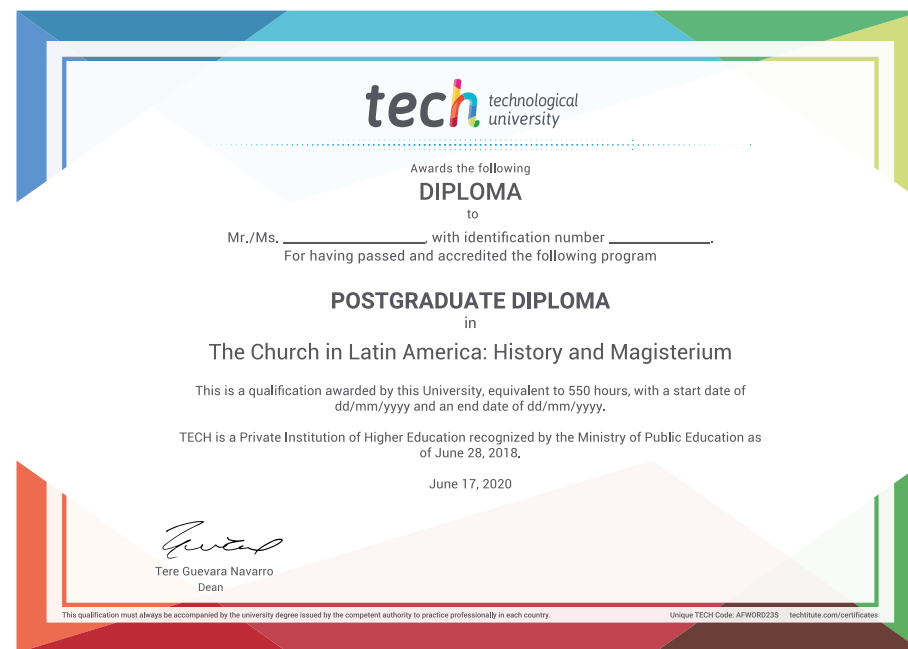 tech technological
university
Awards the following
DIPLOMA
to
Mr./Ms. ____________________, with identification number ______________.
For having passed and accredited the following program
POSTGRADUATE DIPLOMA
in
The Church in Latin America: History and Magisterium
This is a qualification awarded by this University, equivalent to 550 hours, with a start date of
dd/mm/yyyy and an end date of dd/mm/yyyy.
TECH is a Private Institution of Higher Education recognized by the Ministry of Public Education as
of June 28, 2018.
June 17, 2020
Tere Guevara Navarro
Dean
This qualification must always be accompanied by the university degree issued by the competent authority to practice professionally in each country. Unique TECH Code: AFWORD23S techtitute.com/certificates